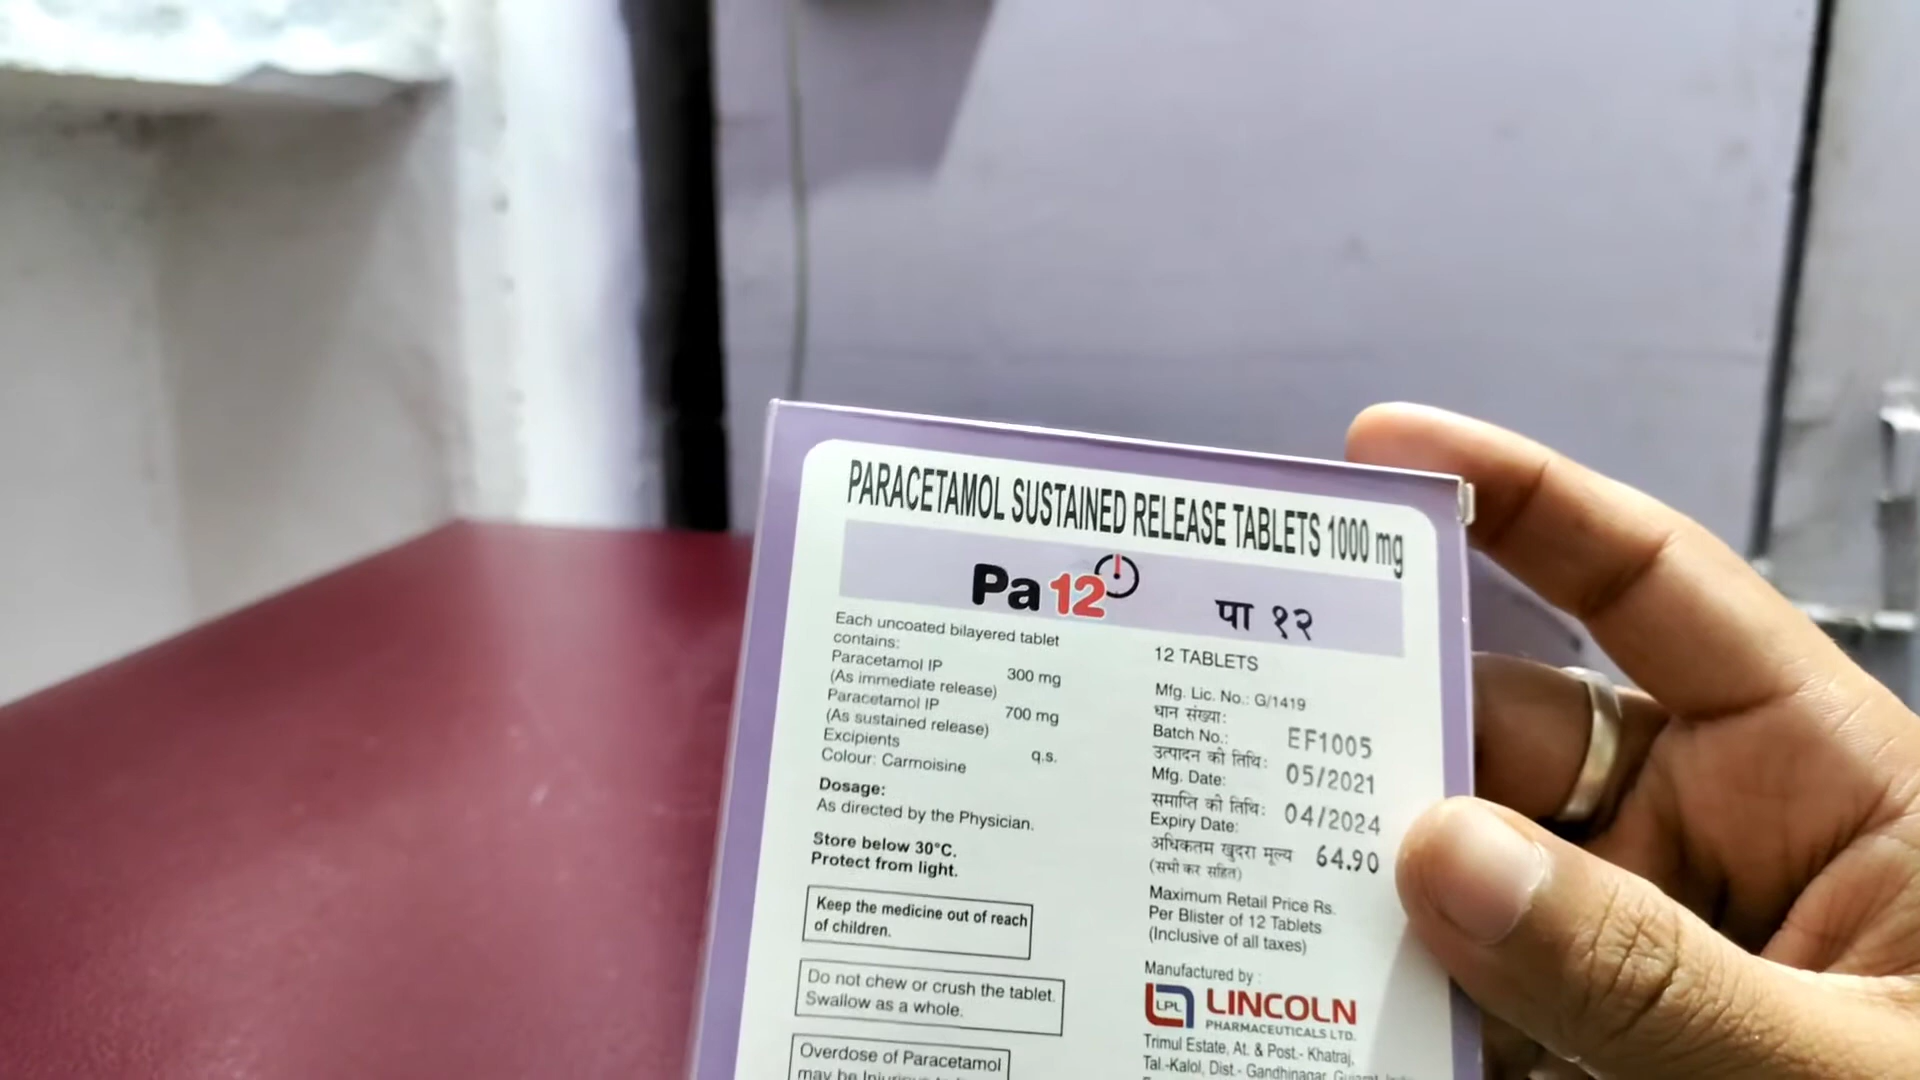 PARACETAMOL SUSTAINED RELEASE TABLETS 1000 mg
Pa 12
पा १२
Each uncoated bilayered tablet
contains:
Paracetamol IP 300 mg
(As immediate release)
Paracetamol IP 700 mg
(As sustained release)
Excipients q.s.
Colour: Carmoisine
Dosage:
As directed by the Physician.
Store below 30°C.
Protect from light.
Keep the medicine out of reach
of children.
Do not chew or crush the tablet.
Swallow as a whole.
Overdose of Paracetamol
may be
12 TABLETS
Mfg. Lic. No.: G/1419
धान संख्या:
Batch No.: EF1005
उत्पादन की तिथि:
Mfg. Date: 05/2021
समाप्ति की तिथि:
Expiry Date: 04/2024
अधिकतम खुदरा मूल्य 64.90
(सभी कर सहित)
Maximum Retail Price Rs.
Per Blister of 12 Tablets
(Inclusive of all taxes)
Manufactured by :
LPL LINCOLN
PHARMACEUTICALS LTD.
Trimul Estate, At. & Post.- Khatraj,
Tal.-Kalol, Dist.- Gandhinagar,